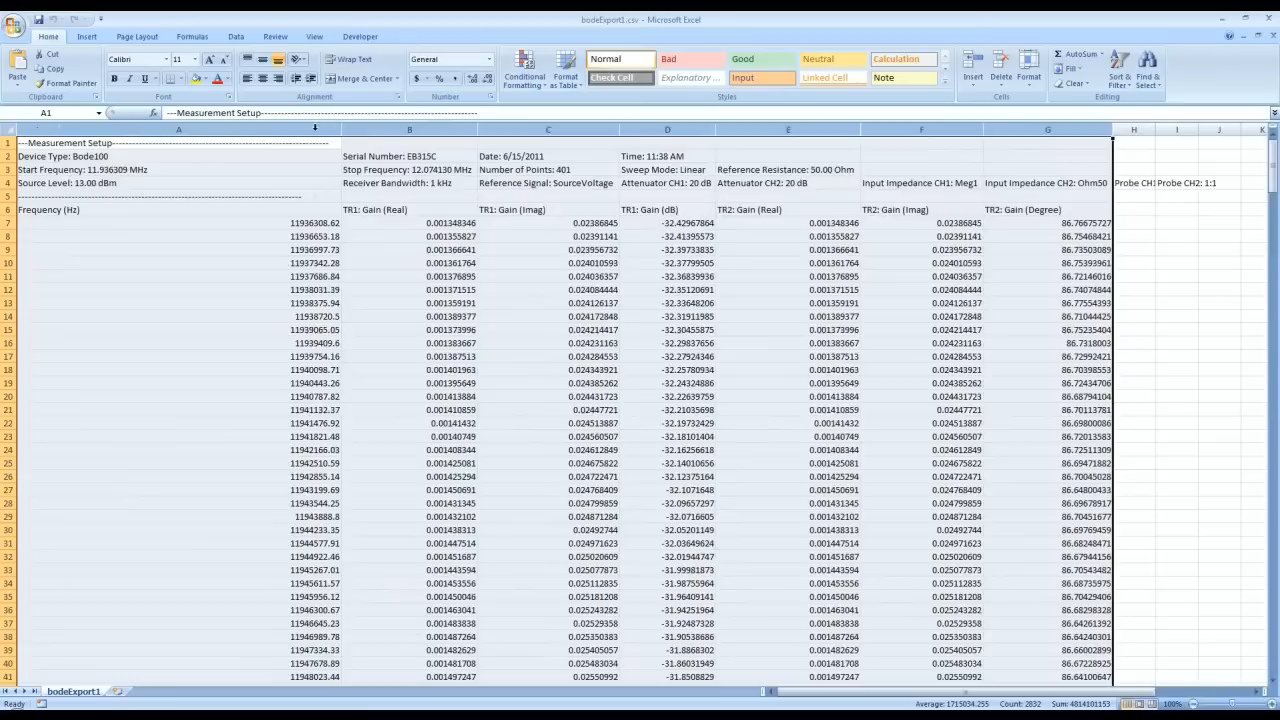 bodeExport1.csv - Microsoft Excel
Home Insert Page Layout Formulas Data Review View Developer
Cut Calibri 11 Wrap Text General Normal Bad Good Neutral Calculation AutoSum
Paste Copy Format Painter Merge & Center Conditional Formatting Format as Table Check Cell Explanatory ... Input Linked Cell Note Insert Delete Format Fill Clear Sort & Filter Find & Select
Clipboard Font Alignment Number Styles Cells Editing
A1 ---Measurement Setup------------------------------------------------------------------------
A B C D E F G H I J K
1 ---Measurement Setup------------------------------------------------------------------------
2 Device Type: Bode100 Serial Number: EB315C Date: 6/15/2011 Time: 11:38 AM
3 Start Frequency: 11.936309 MHz Stop Frequency: 12.074130 MHz Number of Points: 401 Sweep Mode: Linear Reference Resistance: 50.00 Ohm
4 Source Level: 13.00 dBm Receiver Bandwidth: 1 kHz Reference Signal: SourceVoltage Attenuator CH1: 20 dB Attenuator CH2: 20 dB Input Impedance CH1: Meg1 Input Impedance CH2: Ohm50 Probe CH1: Probe CH2: 1:1
5 ------------------------------------------------------------------------------------------
6 Frequency (Hz) TR1: Gain (Real) TR1: Gain (Imag) TR1: Gain (dB) TR2: Gain (Real) TR2: Gain (Imag) TR2: Gain (Degree)
7 11936308.62 0.001348346 0.02386845 -32.42967864 0.001348346 0.02386845 86.76675727
8 11936653.18 0.001355827 0.02391141 -32.41395573 0.001355827 0.02391141 86.75468421
9 11936997.73 0.001366641 0.023956732 -32.39733835 0.001366641 0.023956732 86.73503089
10 11937342.28 0.001361764 0.024010593 -32.37799505 0.001361764 0.024010593 86.75393961
11 11937686.84 0.001376895 0.024036357 -32.36839936 0.001376895 0.024036357 86.72146016
12 11938031.39 0.001371515 0.024084444 -32.35120691 0.001371515 0.024084444 86.74074844
13 11938375.94 0.001359191 0.024126137 -32.33648206 0.001359191 0.024126137 86.77554393
14 11938720.5 0.001389377 0.024172848 -32.31911985 0.001389377 0.024172848 86.71044425
15 11939065.05 0.001373996 0.024214417 -32.30455875 0.001373996 0.024214417 86.75235404
16 11939409.6 0.001383667 0.024231163 -32.29837656 0.001383667 0.024231163 86.7318003
17 11939754.16 0.001387513 0.024284553 -32.27924346 0.001387513 0.024284553 86.72992421
18 11940098.71 0.001401963 0.024343921 -32.25780934 0.001401963 0.024343921 86.70398553
19 11940443.26 0.001395649 0.024385262 -32.24324886 0.001395649 0.024385262 86.72434706
20 11940787.82 0.001413884 0.024431723 -32.22639759 0.001413884 0.024431723 86.68794104
21 11941132.37 0.001410859 0.02447721 -32.21035698 0.001410859 0.02447721 86.70113781
22 11941476.92 0.00141432 0.024513887 -32.19732945 0.00141432 0.024513887 86.69800086
23 11941821.48 0.00140749 0.024560507 -32.18101404 0.00140749 0.024560507 86.72013583
24 11942166.03 0.001408344 0.024612849 -32.16256528 0.001408344 0.024612849 86.72511309
25 11942510.59 0.001425081 0.024675822 -32.14010656 0.001425081 0.024675822 86.69471882
26 11942855.14 0.001425294 0.024722471 -32.12375164 0.001425294 0.024722471 86.70045028
27 11943199.69 0.001450691 0.024768409 -32.1071648 0.001450691 0.024768409 86.64800433
28 11943544.25 0.001431345 0.024799859 -32.09657297 0.001431345 0.024799859 86.69678917
29 11943888.8 0.001432102 0.024871284 -32.0716605 0.001432102 0.024871284 86.70451677
30 11944233.35 0.001438313 0.02492744 -32.05201149 0.001438313 0.02492744 86.69769459
31 11944577.91 0.001447514 0.024971623 -32.03649624 0.001447514 0.024971623 86.68248471
32 11944922.46 0.001451687 0.025020609 -32.01944747 0.001451687 0.025020609 86.67944156
33 11945267.01 0.001443594 0.025077873 -31.99981873 0.001443594 0.025077873 86.70543482
34 11945611.57 0.001453556 0.025112835 -31.98755964 0.001453556 0.025112835 86.68735975
35 11945956.12 0.001450046 0.025181208 -31.96409141 0.001450046 0.025181208 86.70429406
36 11946300.67 0.001463041 0.025243282 -31.94251964 0.001463041 0.025243282 86.68298328
37 11946645.23 0.001483838 0.02529534 -31.92487328 0.001483838 0.02529534 86.64261392
38 11946989.78 0.001487264 0.025350383 -31.90538686 0.001487264 0.025350383 86.64240301
39 11947334.33 0.001482629 0.025405057 -31.8868302 0.001482629 0.025405057 86.66002899
40 11947678.89 0.001481708 0.025483034 -31.86031949 0.001481708 0.025483034 86.67228925
41 11948023.44 0.001497247 0.02550992 -31.8508281 0.001497247 0.02550992 86.64100647
bodeExport1
Ready Average: 1715034.255 Count: 2832 Sum: 4814101153 100%